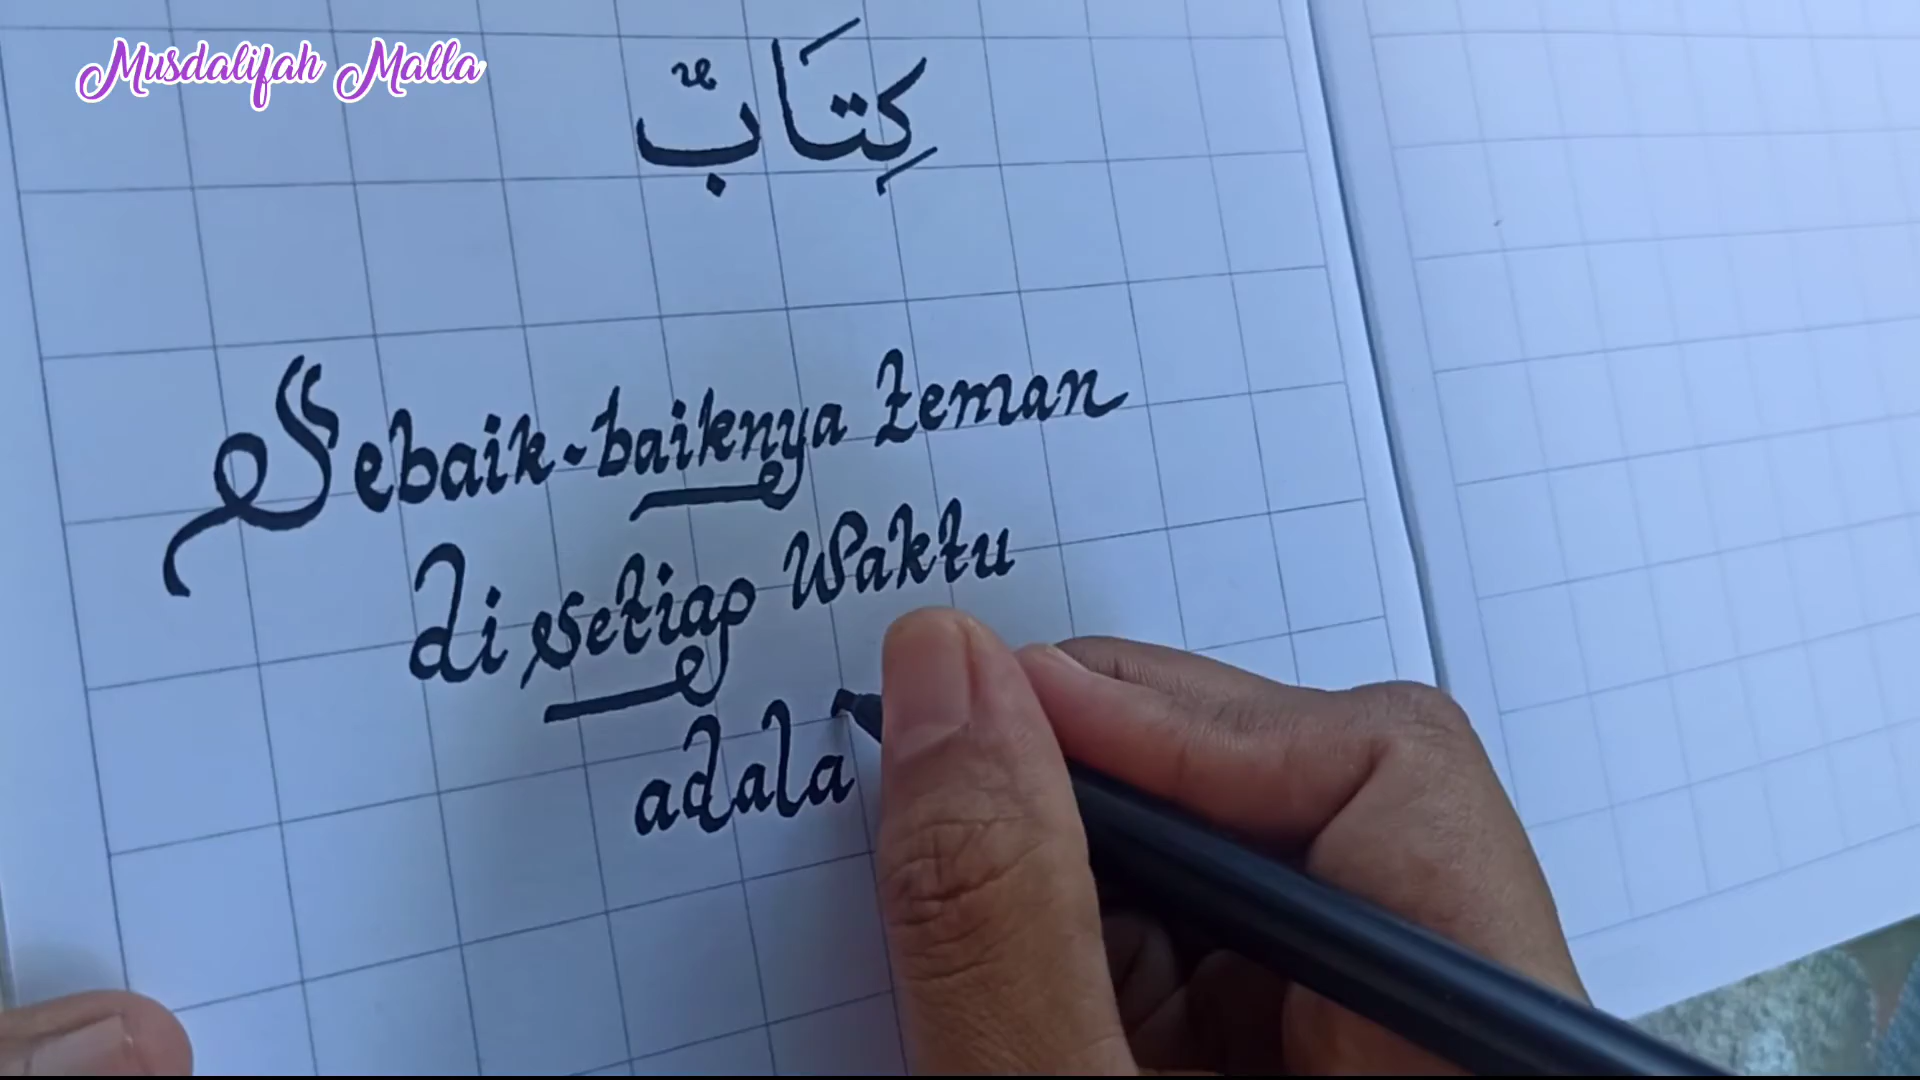 Musdalifah Malla
كِتَابٌ
Sebaik-baiknya teman
di setiap Waktu
adala